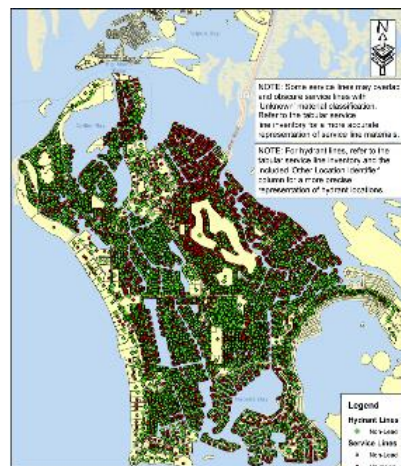 N
NOTE: Some service lines may overlap
and obscure service lines with
'Unknown' material classification.
Refer to the tabular service
line inventory for a more accurate
representation of service line materials.
NOTE: For hydrant lines, refer to the
tabular service line inventory and the
included 'Other Location Identifier'
column for a more precise
representation of hydrant locations.
Legend
Hydrant Lines
Non-Lead
Service Lines
Non-Lead